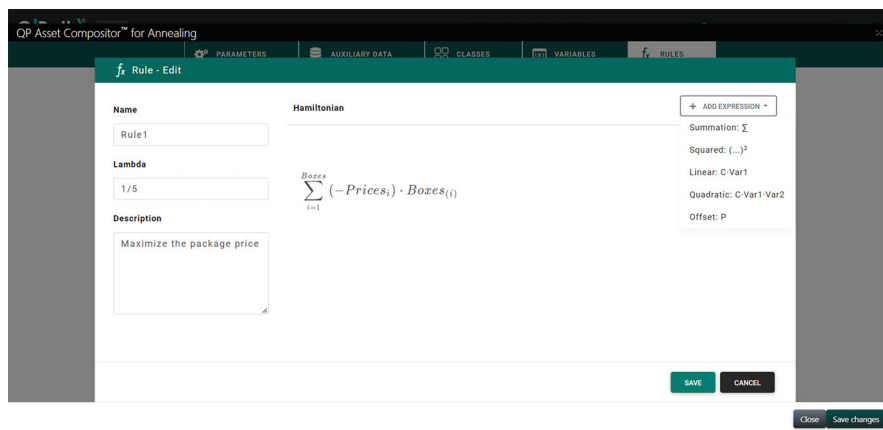 QP Asset Compositor™ for Annealing
PARAMETERS
AUXILIARY DATA
CLASSES
VARIABLES
fx RULES
fx Rule - Edit
Name
Rule1
Lambda
1/5
Description
Maximize the package price
Hamiltonian
+ ADD EXPRESSION
Summation: ∑
Squared: (...)²
Linear: C·Var1
Quadratic: C·Var1·Var2
Offset: P
Boxes
∑ (−Prices_i) · Boxes_(i)
i=1
SAVE
CANCEL
Close
Save changes